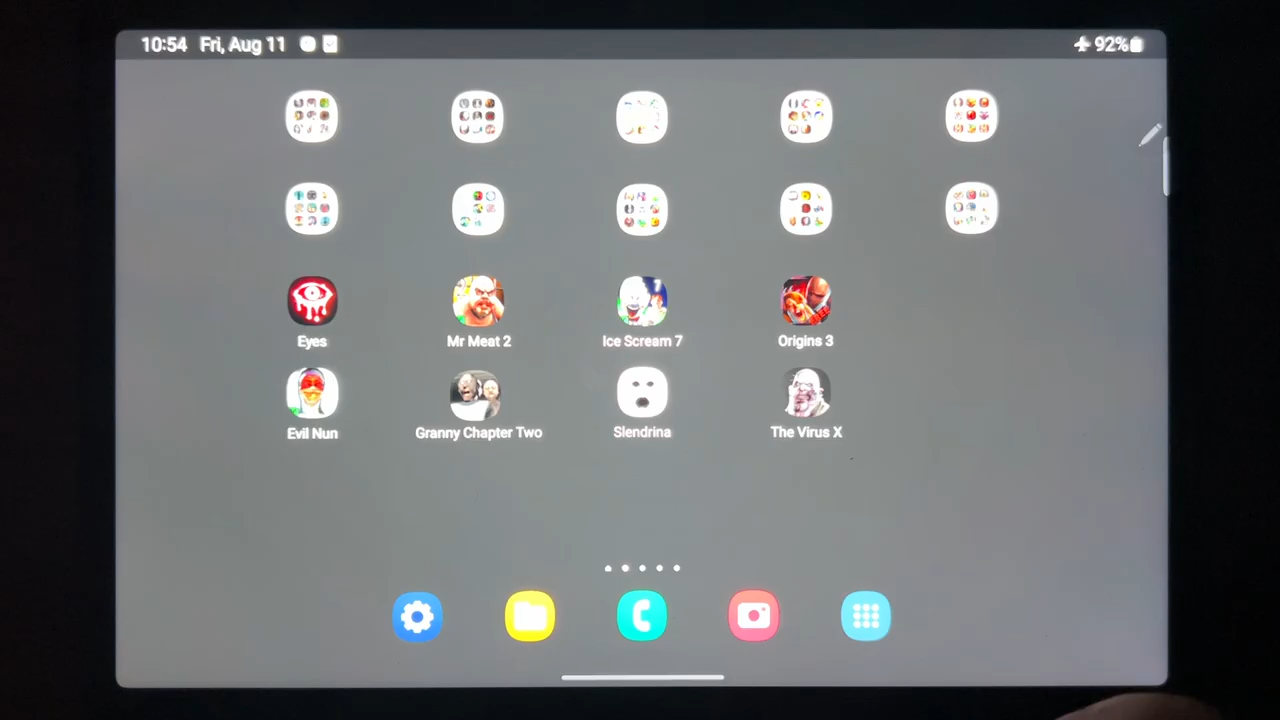 10:54 Fri, Aug 11 92%
Eyes Mr Meat 2 Ice Scream 7 Origins 3
Evil Nun Granny Chapter Two Slendrina The Virus X